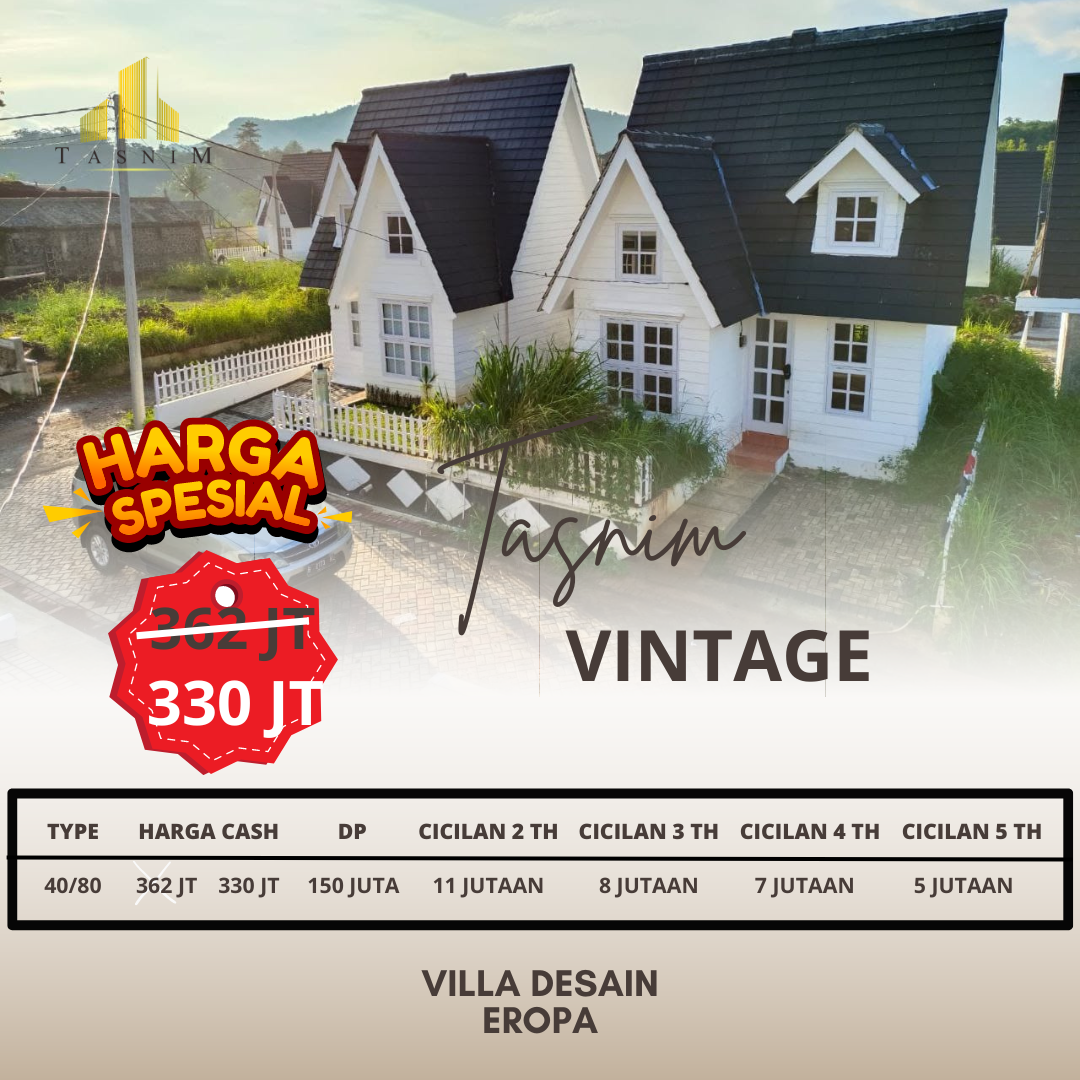 TASNIM
HARGA
SPESIAL
362 JT
330 JT
Tasnim
VINTAGE
TYPE HARGA CASH DP CICILAN 2 TH CICILAN 3 TH CICILAN 4 TH CICILAN 5 TH
40/80 362 JT 330 JT 150 JUTA 11 JUTAAN 8 JUTAAN 7 JUTAAN 5 JUTAAN
VILLA DESAIN
EROPA